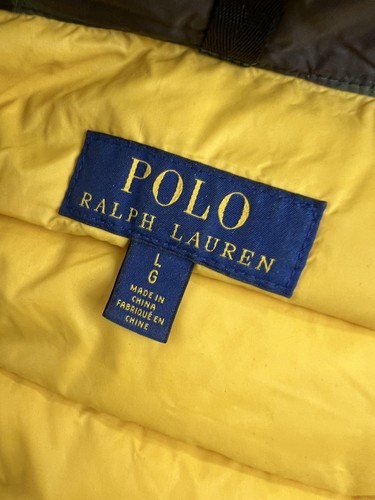 POLO
RALPH LAUREN
L
G
MADE IN
CHINA
FABRIQUÉ EN
CHINE